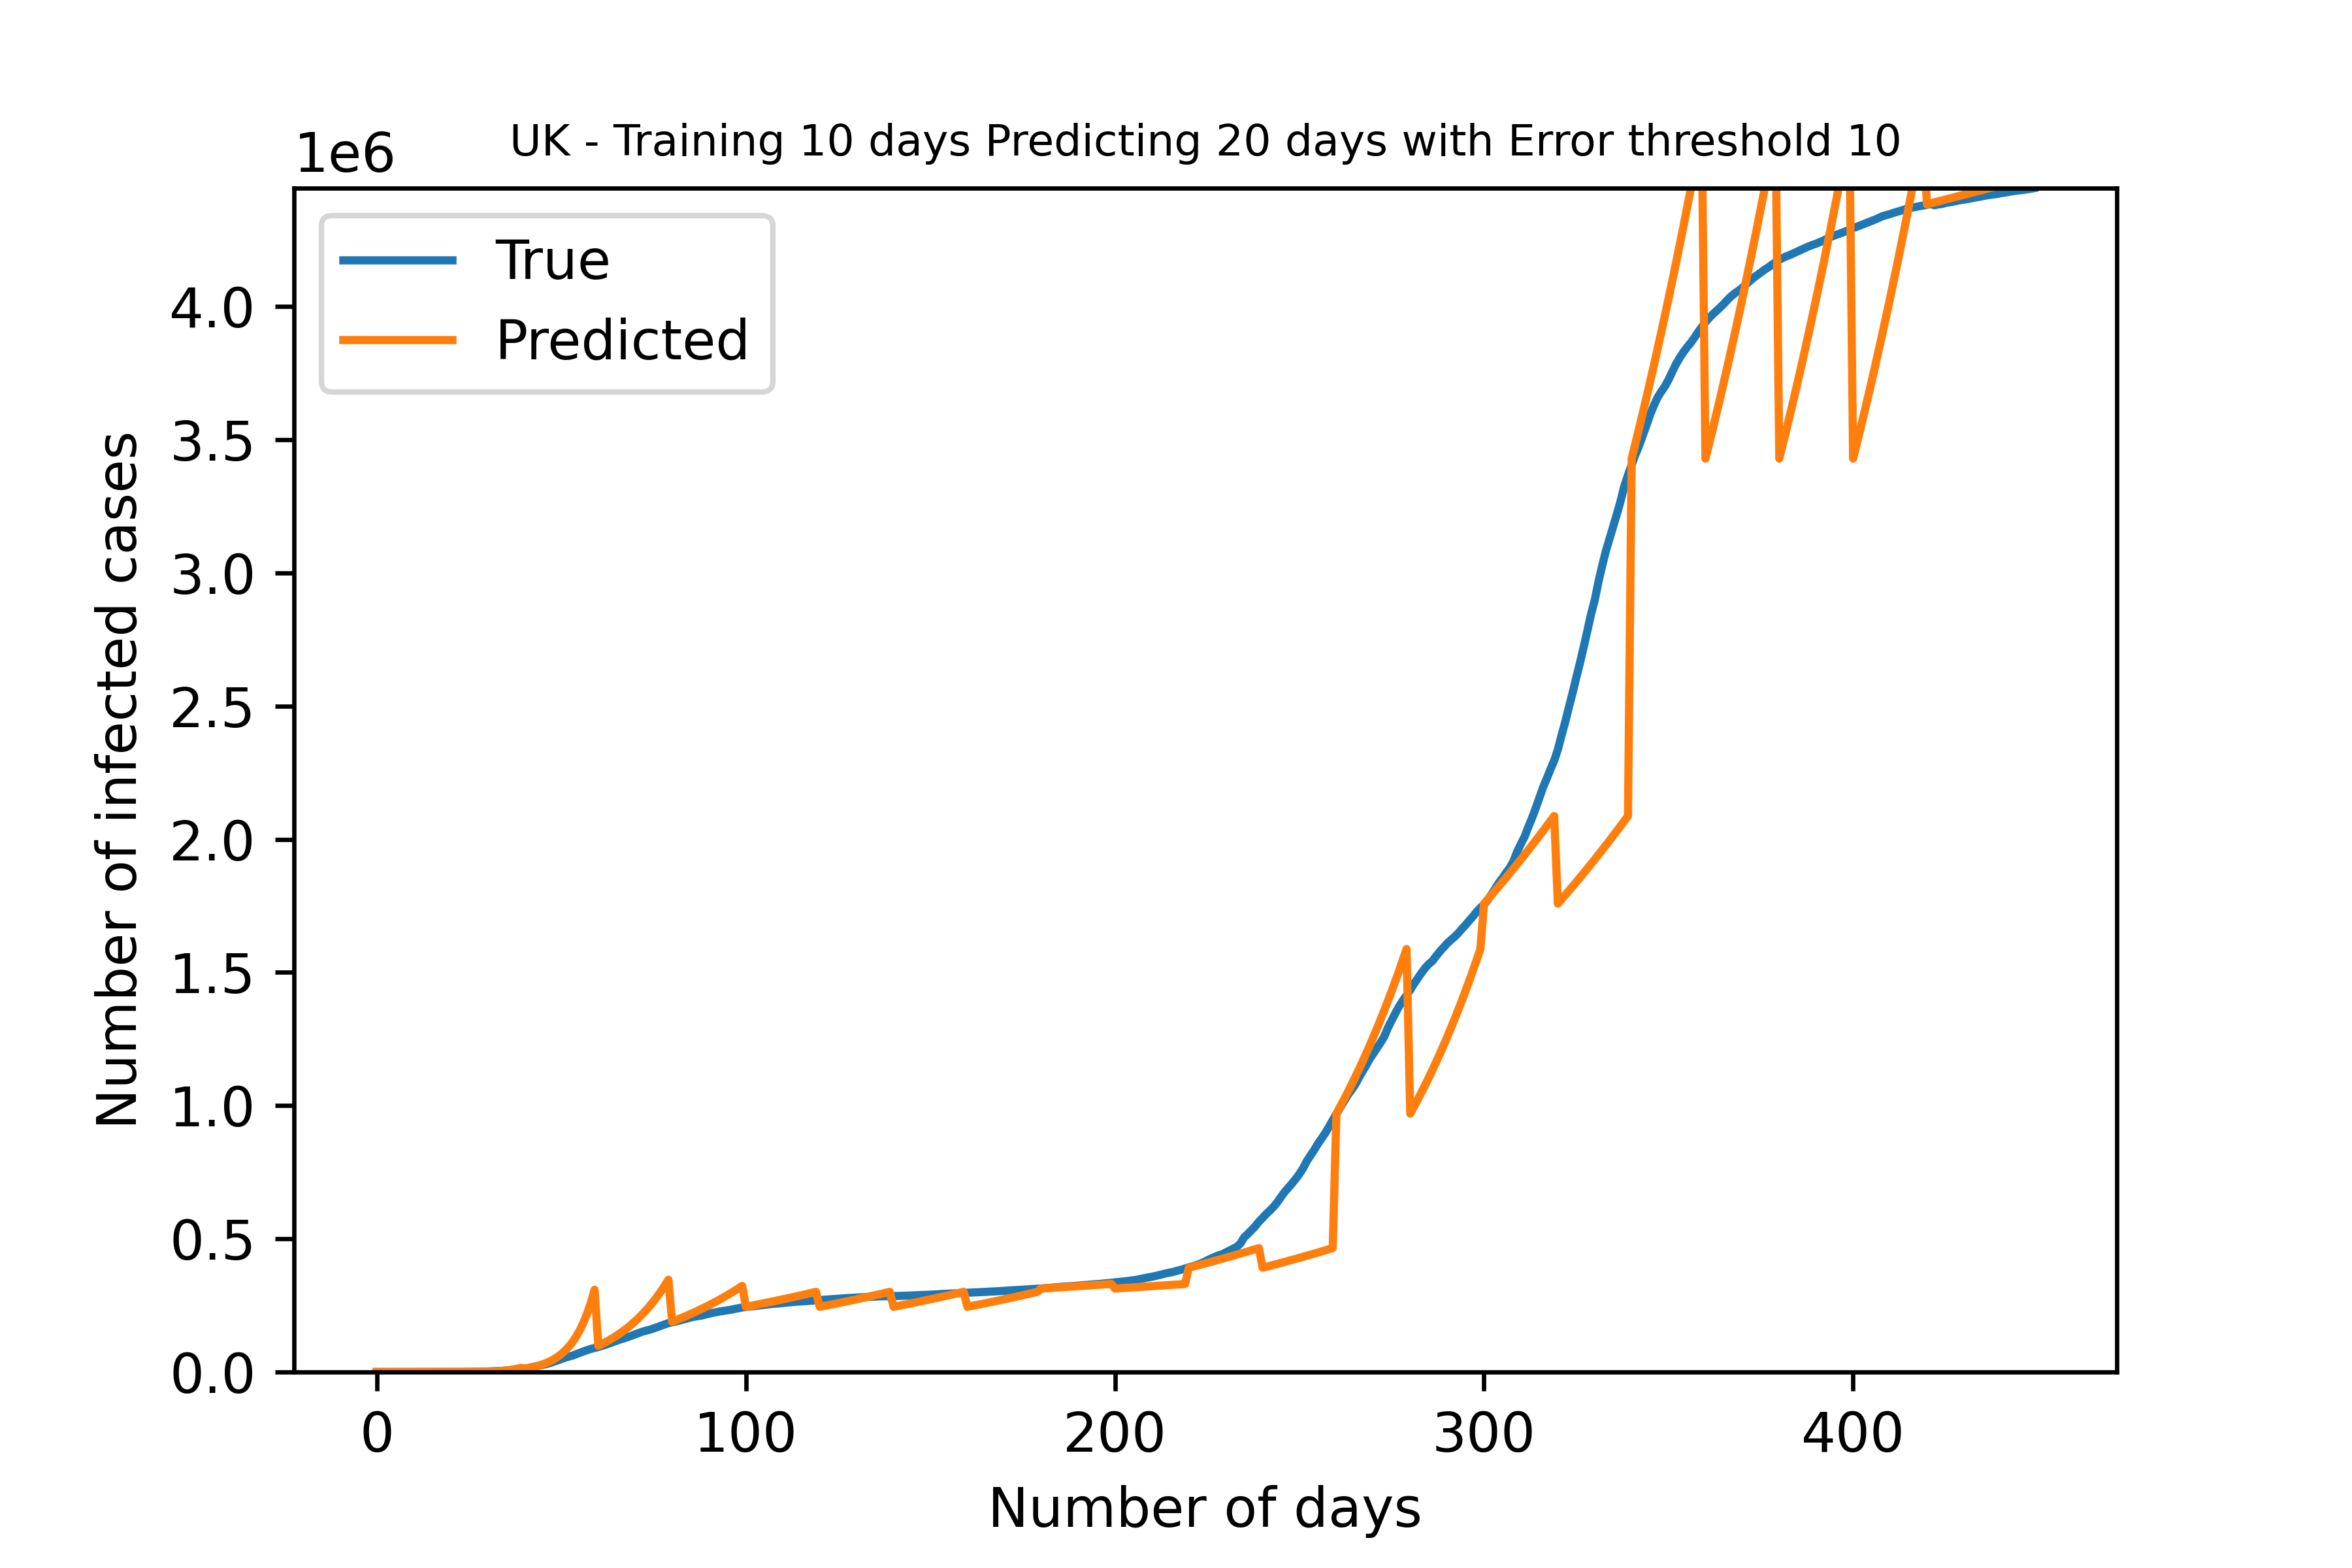 UK - Training 10 days Predicting 20 days with Error threshold 10
1e6
True
Predicted
4.0
3.5
3.0
2.5
2.0
1.5
1.0
0.5
0.0
Number of infected cases
0 100 200 300 400
Number of days